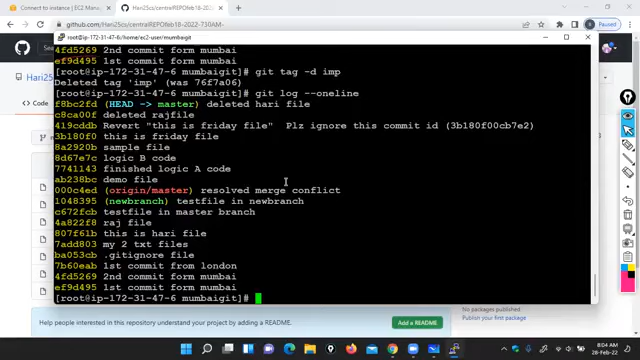 Connect to instance | EC2 Manag
Hari25cs/centralREPOfeb18-2022
github.com/Hari25cs/centralREPOfeb18-2022-730AM-
root@ip-172-31-47-6:/home/ec2-user/mumbaigit
4fd5269 2nd commit form mumbai
ef9d495 1st commit form mumbai
[root@ip-172-31-47-6 mumbaigit]# git tag -d imp
Deleted tag 'imp' (was 76f7a06)
[root@ip-172-31-47-6 mumbaigit]# git log --oneline
f8bc2fd (HEAD -> master) deleted hari file
c8ca00f deleted rajfile
419cddb Revert "this is friday file"  Plz ignore this commit id (3b180f00cb7e2)
3b180f0 this is friday file
8a2920b sample file
8d67e7c logic B code
7741143 finished logic A code
ab238bc demo file
000c4ed (origin/master) resolved merge conflict
1048395 (newbranch) testfile in newbranch
c672fcb testfile in master branch
4a822f8 raj file
807f61b this is hari file
7add803 my 2 txt files
ba053cb .gitignore file
7b60eab 1st commit from london
4fd5269 2nd commit form mumbai
ef9d495 1st commit form mumbai
[root@ip-172-31-47-6 mumbaigit]#
Hari25
Code
No packages published
Publish your first package
Help people interested in this repository understand your project by adding a README.
Add a README
8:04 AM
28-Feb-22